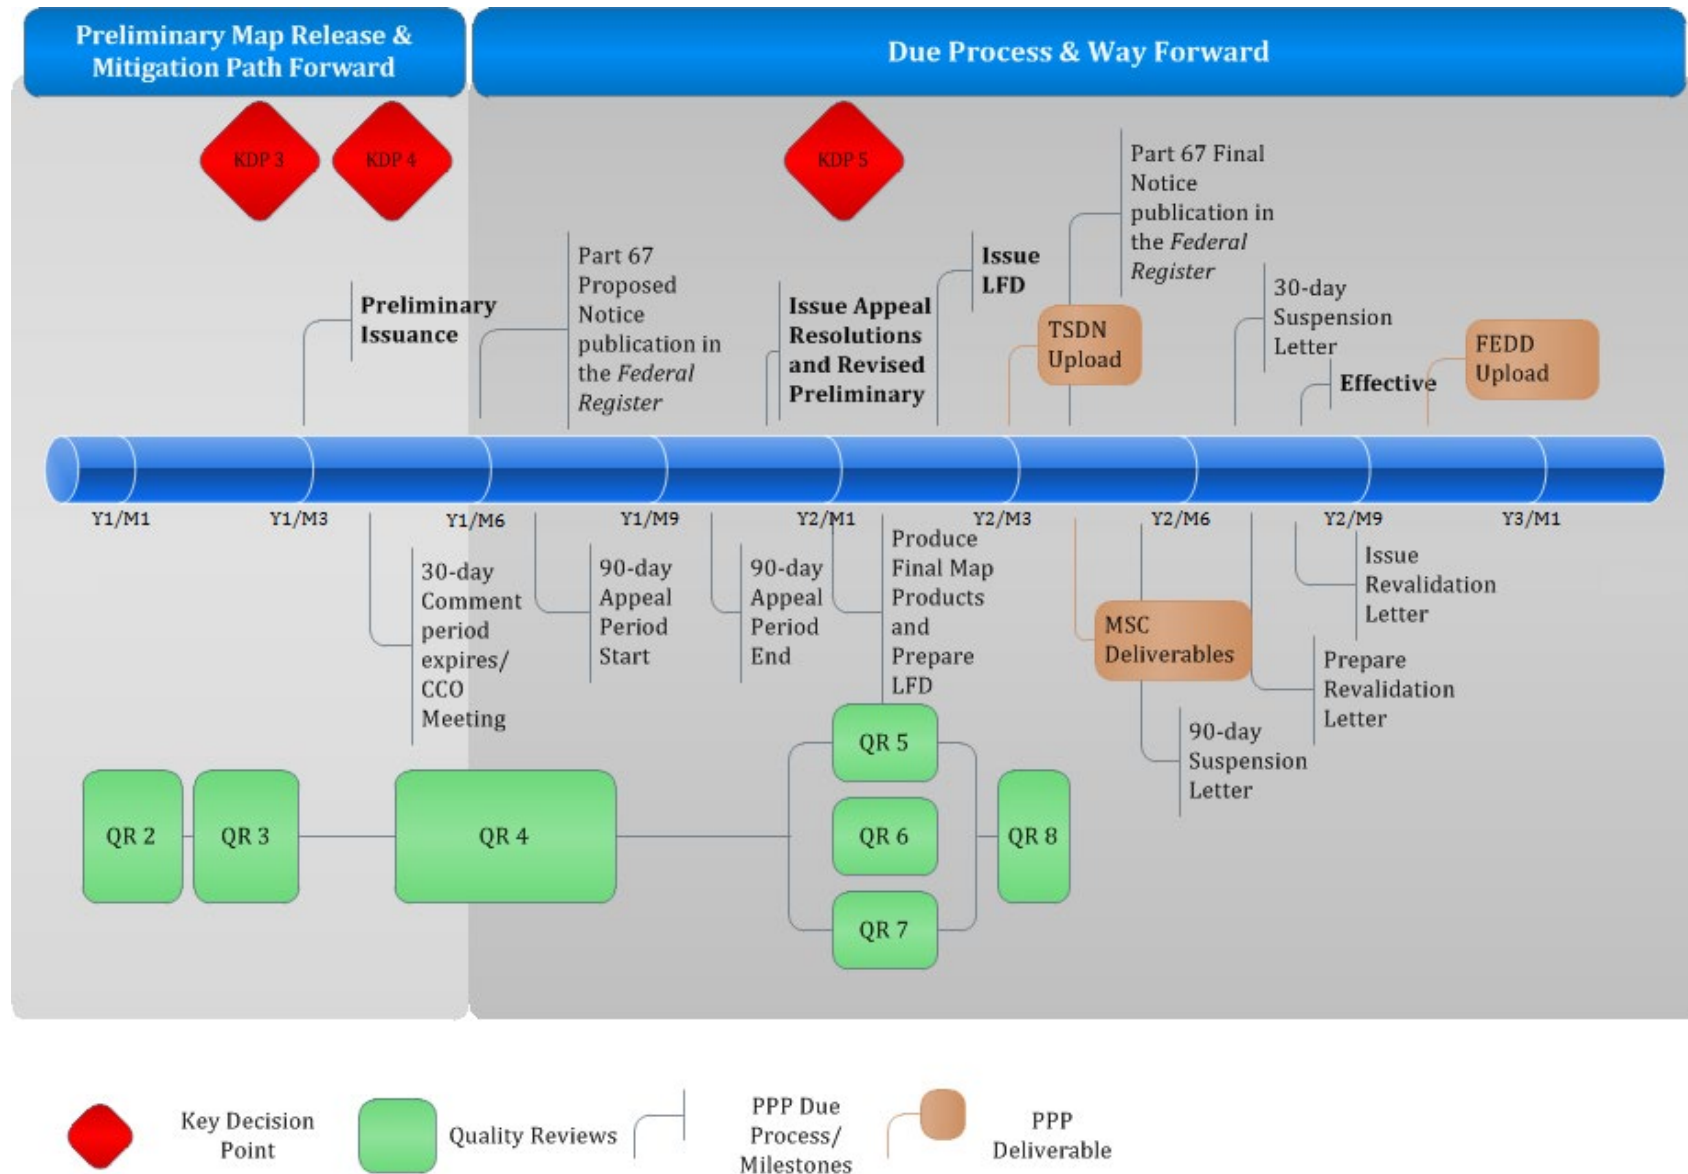 Preliminary Map Release &
Mitigation Path Forward
Due Process & Way Forward
KDP 3
KDP 4
KDP 5
Preliminary
Issuance
Part 67
Proposed
Notice
publication in
the Federal
Register
Issue Appeal
Resolutions
and Revised
Preliminary
Issue
LFD
TSDN
Upload
Part 67 Final
Notice
publication in
the Federal
Register
30-day
Suspension
Letter
Effective
FEDD
Upload
Y1/M1
Y1/M3
Y1/M6
Y1/M9
Y2/M1
Y2/M3
Y2/M6
Y2/M9
Y3/M1
30-day
Comment
period
expires/
CCO
Meeting
90-day
Appeal
Period
Start
90-day
Appeal
Period
End
Produce
Final Map
Products
and
Prepare
LFD
MSC
Deliverables
90-day
Suspension
Letter
Prepare
Revalidation
Letter
Issue
Revalidation
Letter
QR 2
QR 3
QR 4
QR 5
QR 6
QR 7
QR 8
Key Decision
Point
Quality Reviews
PPP Due
Process/
Milestones
PPP
Deliverable